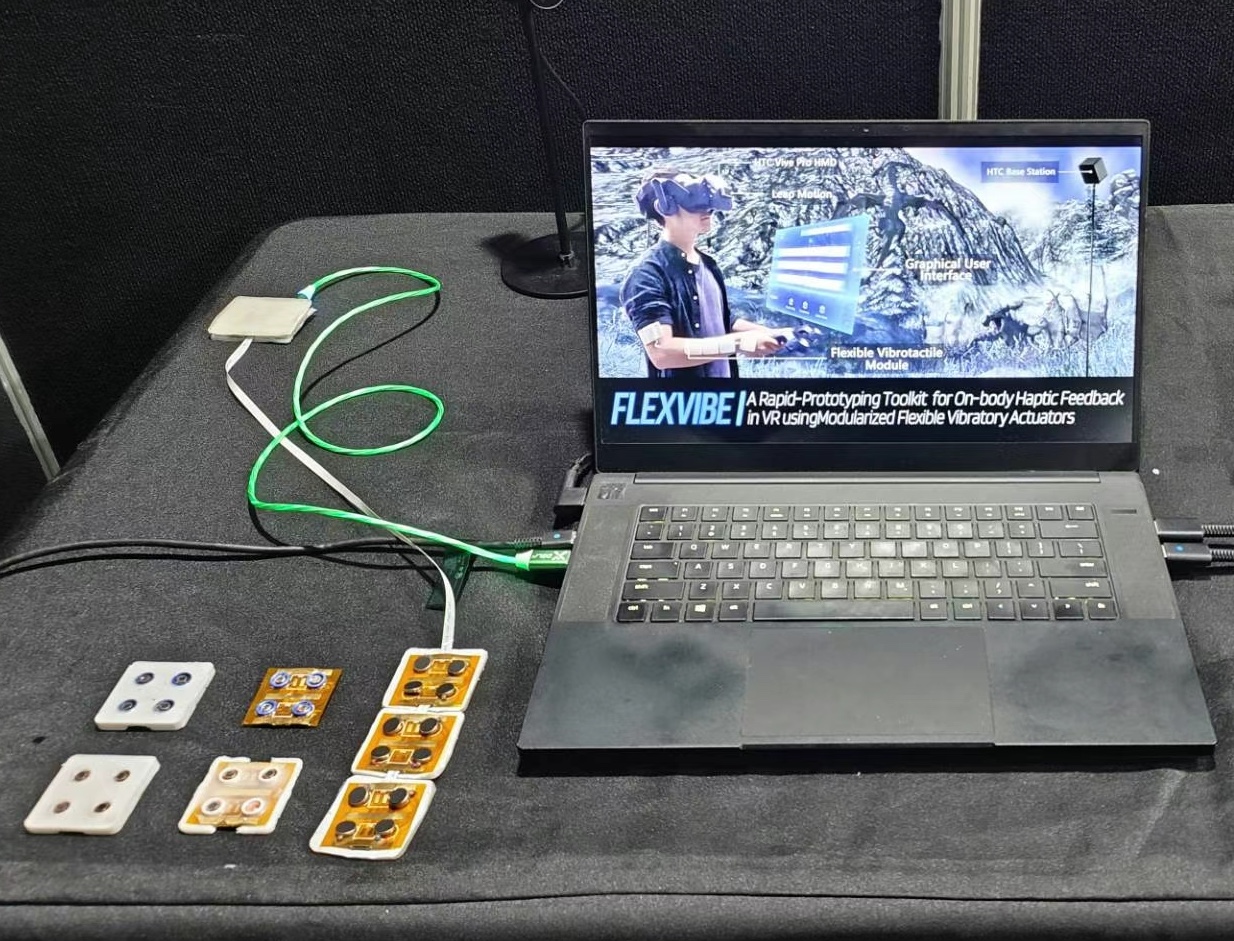 HTC Vive Pro HMD
Leap Motion
HTC Base Station
Graphical User
Interface
Flexible Vibrotactile
Module
FLEXVIBE
A Rapid-Prototyping Toolkit for On-body Haptic Feedback
in VR usingModularized Flexible Vibratory Actuators